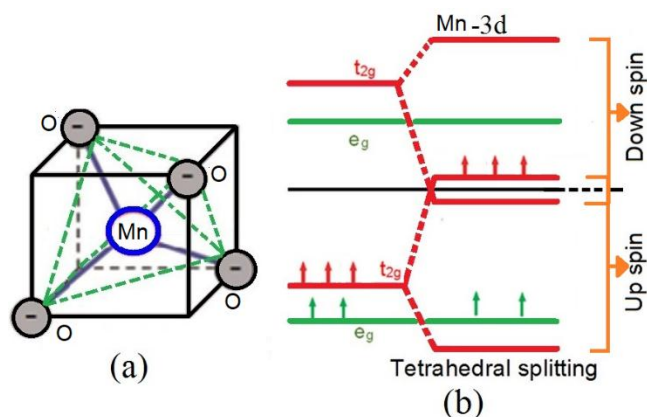 (a)
O
O
Mn
O
O
(a)
Mn-3d
t2g
eg
t2g
eg
Down spin
Up spin
Tetrahedral splitting
(b)